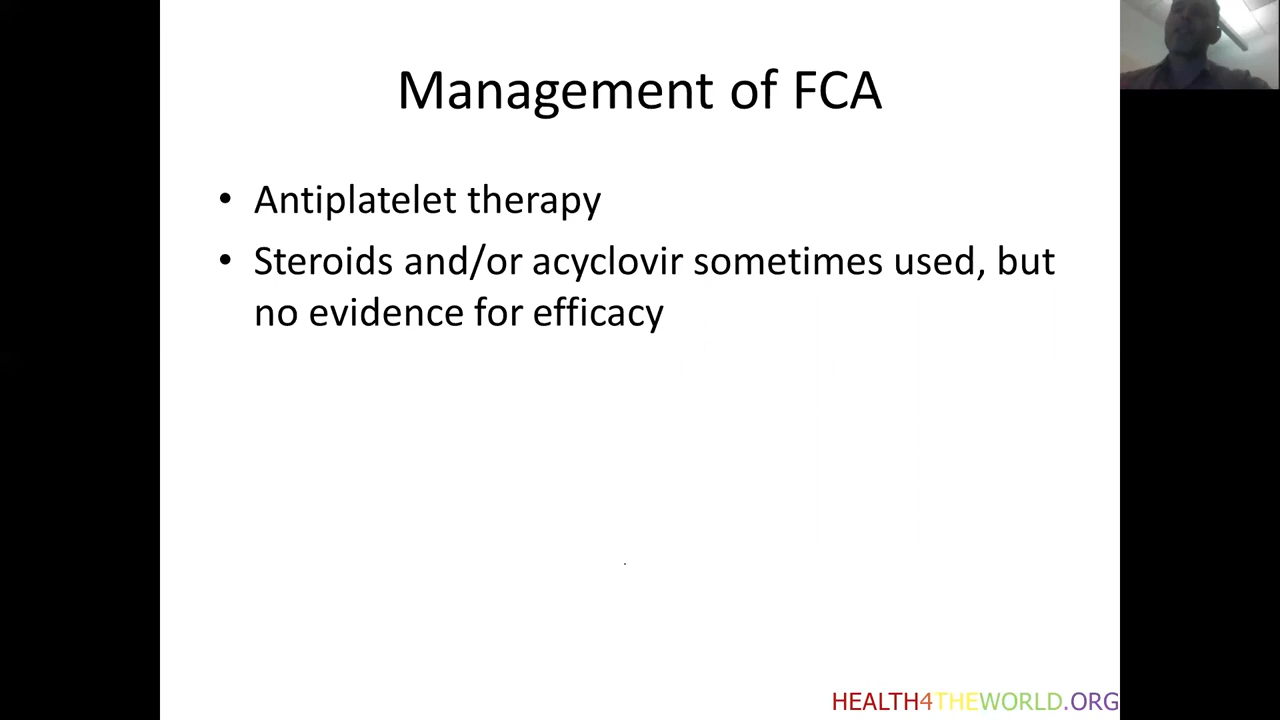 Management of FCA
• Antiplatelet therapy
• Steroids and/or acyclovir sometimes used, but
no evidence for efficacy
HEALTH4THEWORLD.ORG